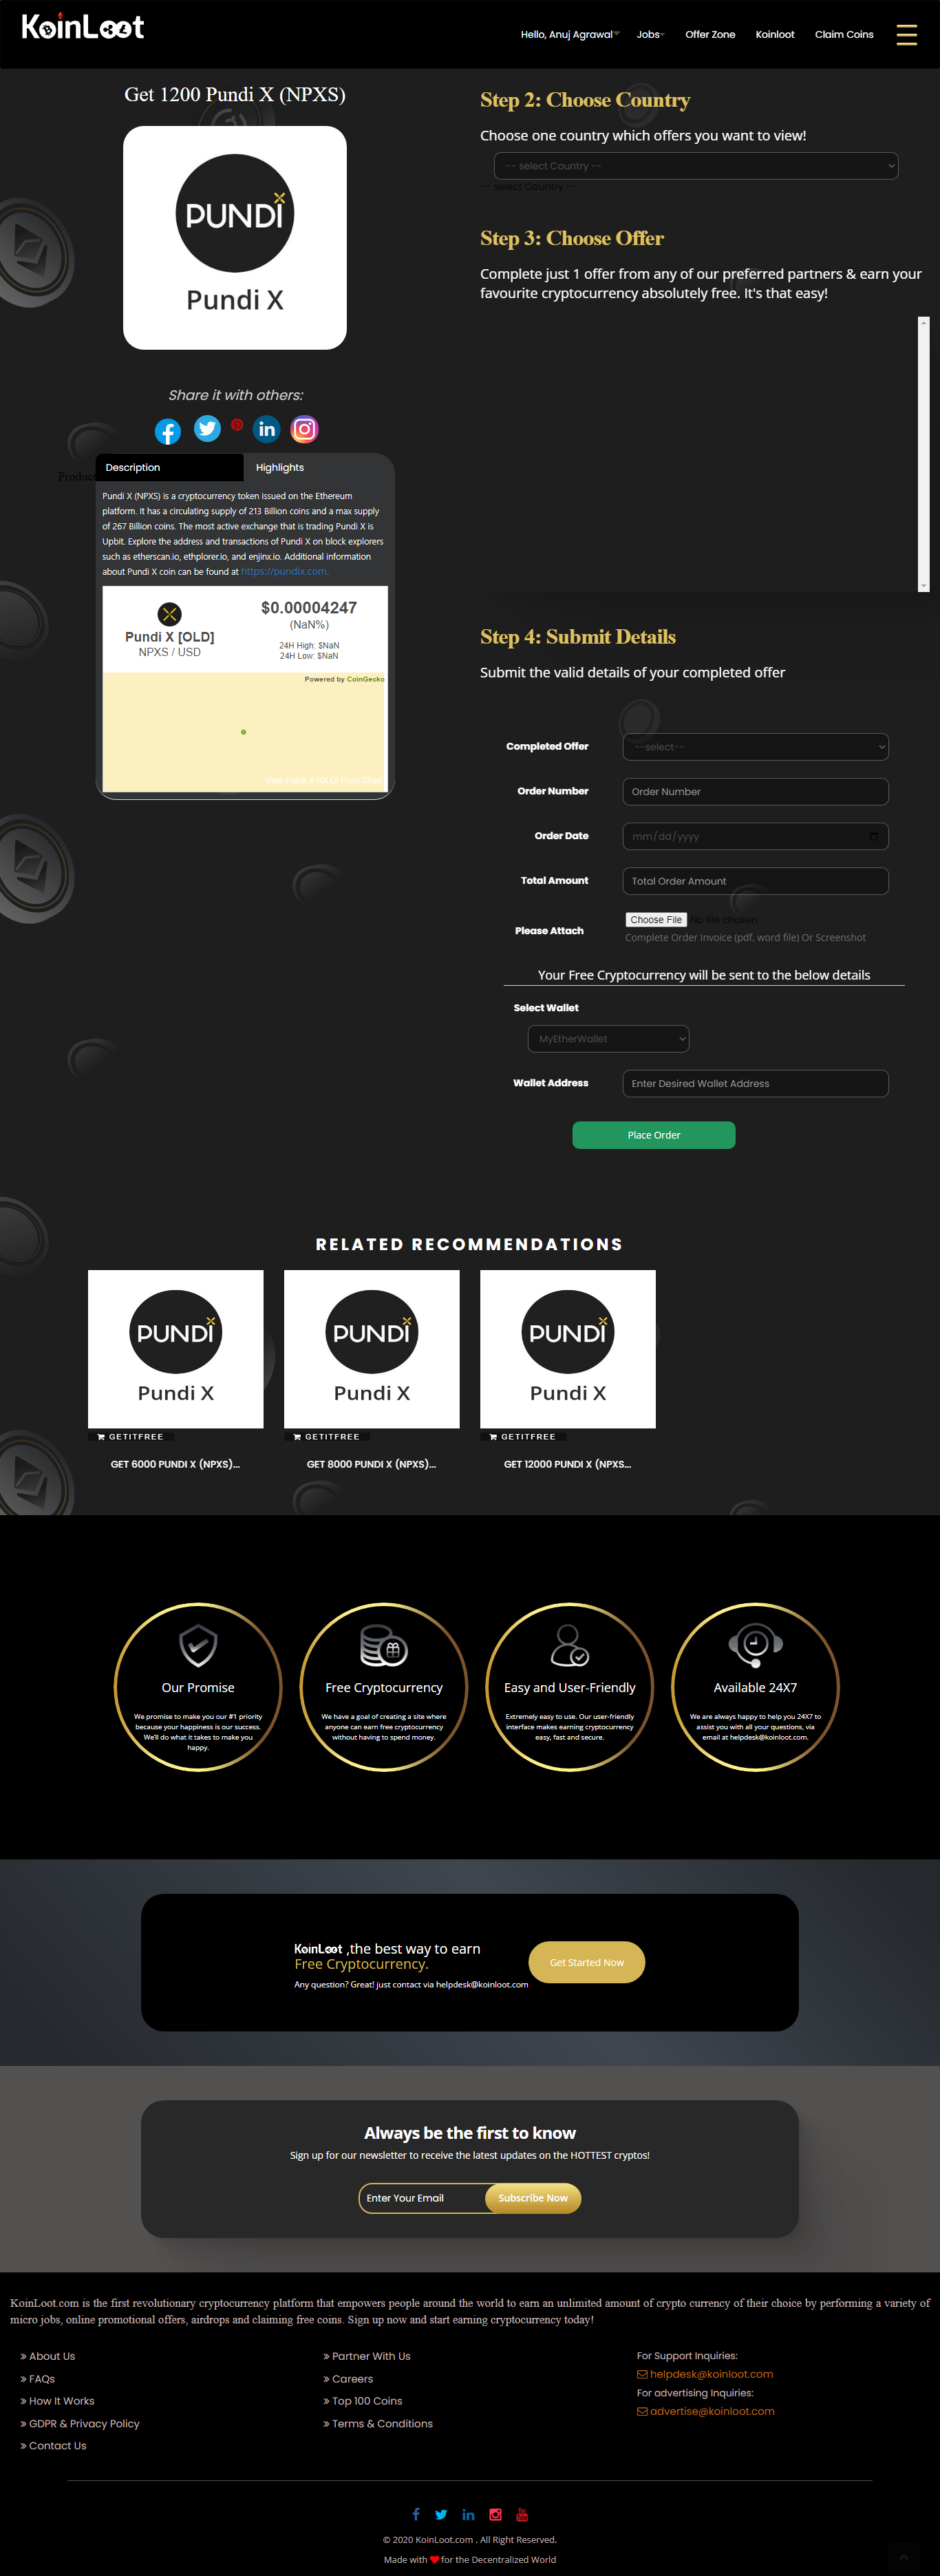 KoinLoot
Hello, Anuj Agrawal
Jobs
Offer Zone
Koinloot
Claim Coins
Get 1200 Pundi X (NPXS)
PUNDI
Pundi X
Share it with others:
Produc
Description
Highlights
Pundi X (NPXS) is a cryptocurrency token issued on the Ethereum
platform. It has a circulating supply of 213 Billion coins and a max supply
of 267 Billion coins. The most active exchange that is trading Pundi X is
Upbit. Explore the address and transactions of Pundi X on block explorers
such as etherscan.io, ethplorer.io, and enjinx.io. Additional information
about Pundi X coin can be found at https://pundix.com.
Pundi X [OLD]
NPXS / USD
$0.00004247
(NaN%)
24H High: $NaN
24H Low: $NaN
Powered by CoinGecko
View Pundi X [OLD] Price Chart
Step 2: Choose Country
Choose one country which offers you want to view!
-- select Country --
-- select Country --
Step 3: Choose Offer
Complete just 1 offer from any of our preferred partners & earn your
favourite cryptocurrency absolutely free. It's that easy!
Step 4: Submit Details
Submit the valid details of your completed offer
Completed Offer
--select--
Order Number
Order Number
Order Date
mm/dd/yyyy
Total Amount
Total Order Amount
Please Attach
Choose File No file chosen
Complete Order Invoice (pdf, word file) Or Screenshot
Your Free Cryptocurrency will be sent to the below details
Select Wallet
MyEtherWallet
Wallet Address
Enter Desired Wallet Address
Place Order
RELATED RECOMMENDATIONS
PUNDI
Pundi X
GETITFREE
GET 6000 PUNDI X (NPXS)...
PUNDI
Pundi X
GETITFREE
GET 8000 PUNDI X (NPXS)...
PUNDI
Pundi X
GETITFREE
GET 12000 PUNDI X (NPXS...
Our Promise
We promise to make you our #1 priority
because your happiness is our success.
We'll do what it takes to make you
happy.
Free Cryptocurrency
We have a goal of creating a site where
anyone can earn free cryptocurrency
without having to spend money.
Easy and User-Friendly
Extremely easy to use. Our user-friendly
interface makes earning cryptocurrency
easy, fast and secure.
Available 24X7
We are always happy to help you 24X7 to
assist you with all your questions, via
email at helpdesk@koinloot.com.
KoinLoot ,the best way to earn
Free Cryptocurrency.
Any question? Great! just contact via helpdesk@koinloot.com
Get Started Now
Always be the first to know
Sign up for our newsletter to receive the latest updates on the HOTTEST cryptos!
Enter Your Email
Subscribe Now
KoinLoot.com is the first revolutionary cryptocurrency platform that empowers people around the world to earn an unlimited amount of crypto currency of their choice by performing a variety of
micro jobs, online promotional offers, airdrops and claiming free coins. Sign up now and start earning cryptocurrency today!
» About Us
» FAQs
» How It Works
» GDPR & Privacy Policy
» Contact Us
» Partner With Us
» Careers
» Top 100 Coins
» Terms & Conditions
For Support Inquiries:
helpdesk@koinloot.com
For advertising Inquiries:
advertise@koinloot.com
© 2020 KoinLoot.com . All Right Reserved.
Made with ❤ for the Decentralized World